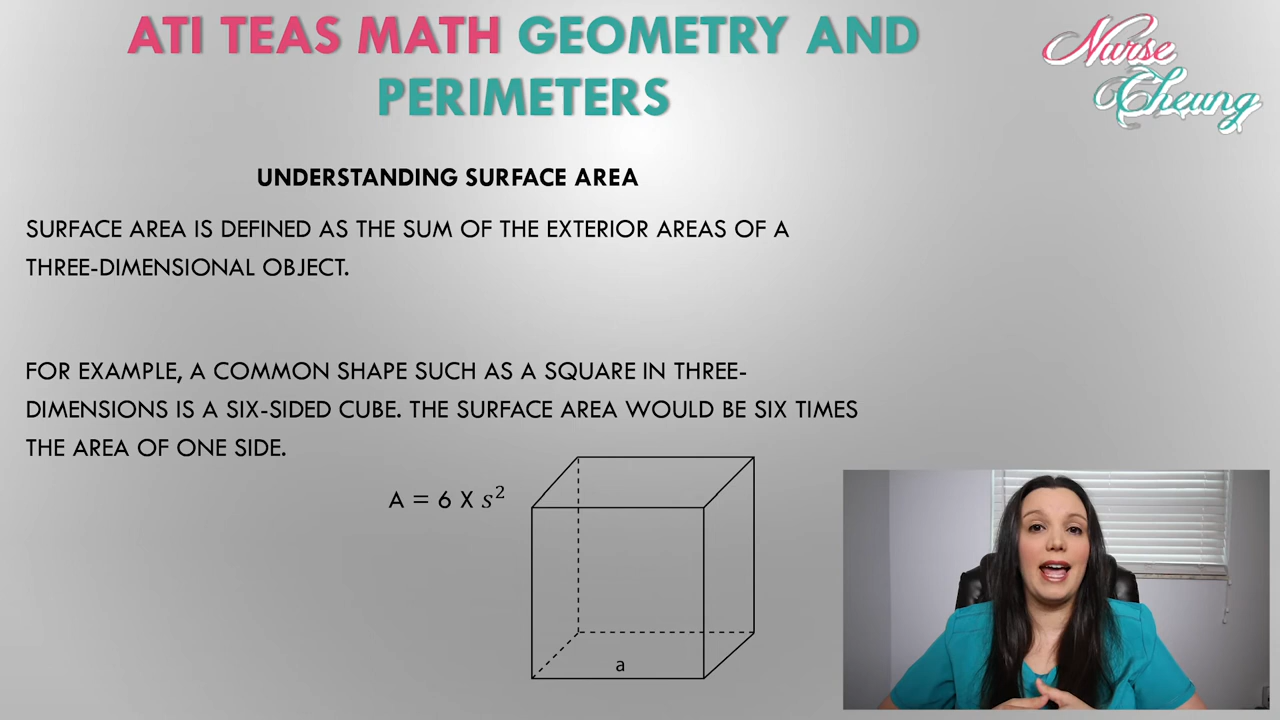 ATI TEAS MATH GEOMETRY AND
PERIMETERS
Nurse
Cheung
UNDERSTANDING SURFACE AREA
SURFACE AREA IS DEFINED AS THE SUM OF THE EXTERIOR AREAS OF A
THREE-DIMENSIONAL OBJECT.
FOR EXAMPLE, A COMMON SHAPE SUCH AS A SQUARE IN THREE-
DIMENSIONS IS A SIX-SIDED CUBE. THE SURFACE AREA WOULD BE SIX TIMES
THE AREA OF ONE SIDE.
A = 6 X s²
a